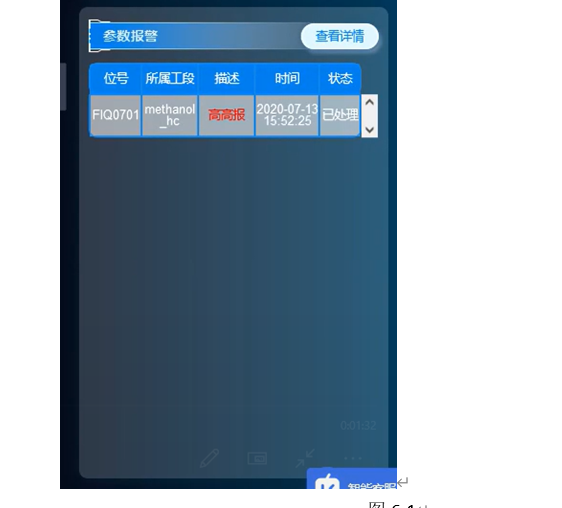 参数报警
查看详情
位号 所属工段 描述 时间 状态
FIQ0701 methanol_hc 高高报 2020-07-13 15:52:25 已处理
0:01:32
智能客服
图 6-1